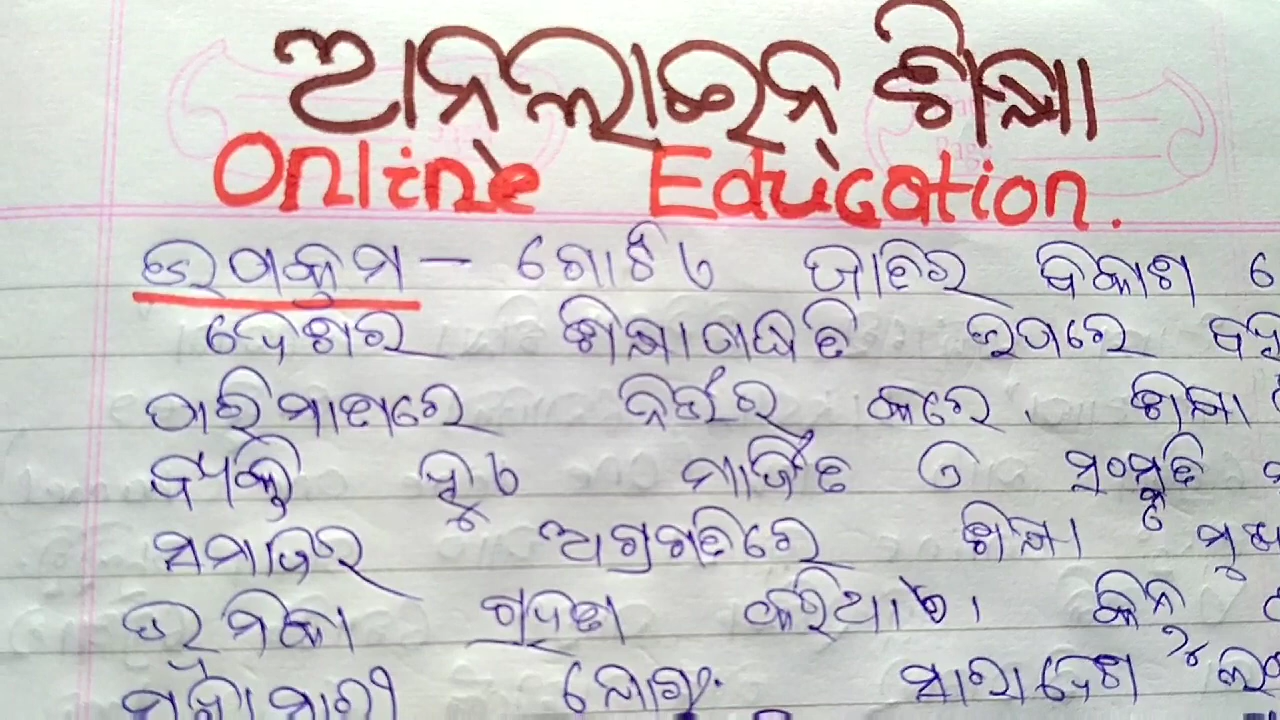 ଅନଲାଇନ୍ ଶିକ୍ଷା
Online Education.
ଉପକ୍ରମ - ଗୋଟିଏ ଜାତିର ବିକାଶ
ଦେଶର ଶିକ୍ଷାପଦ୍ଧତି ଉପରେ
ପରିମାଣରେ ନିର୍ଭର କରେ । ଶିକ୍ଷା
ବ୍ୟକ୍ତି ହୁଏ ମାର୍ଜିତ ଓ ସଂସ୍କୃତି
ସମାଜର ଅଗ୍ରଗତିରେ ଶିକ୍ଷା
ଭୂମିକା ଗ୍ରହଣ କରିଥାଏ । କିନ୍ତୁ
ମହାମାରୀ ଯୋଗୁଁ ସାରା ଦେଶ